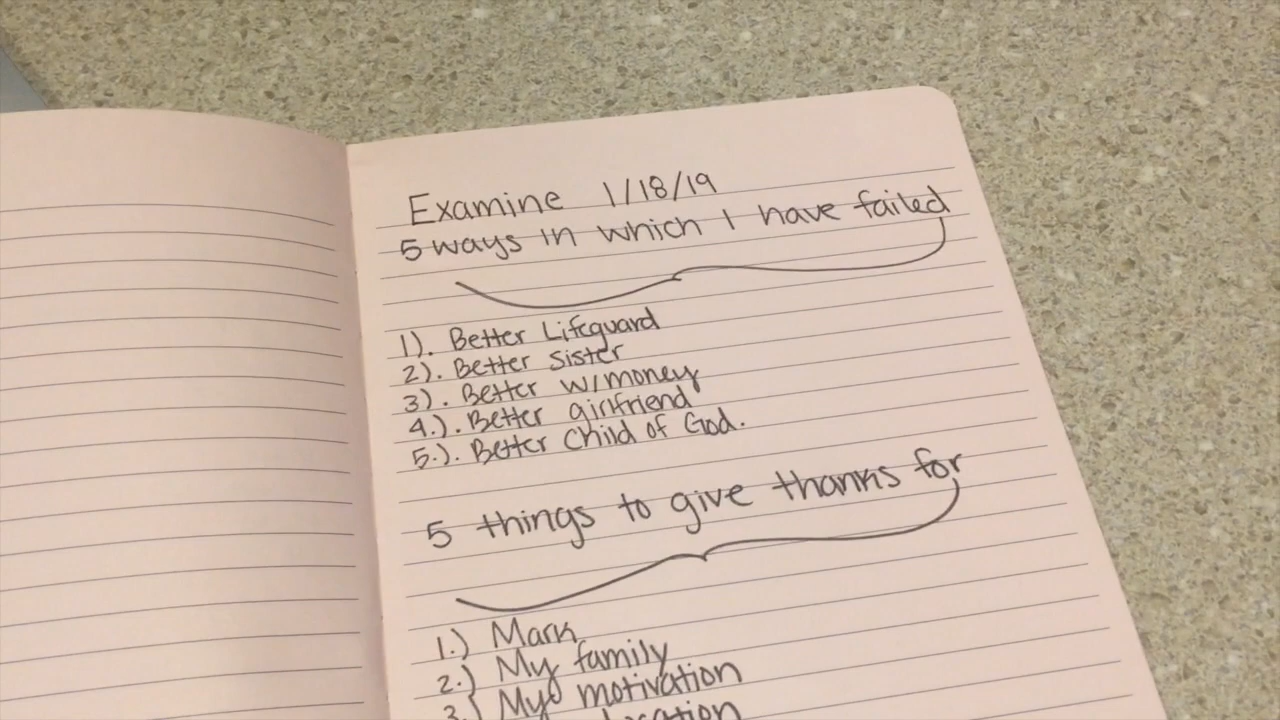 Examine 1/18/19
5 ways in which I have failed
1). Better Lifeguard
2). Better Sister
3). Better w/money
4.). Better girlfriend
5.). Better Child of God.
5 things to give thanks for
1.) Mark
2.) My family
3.) My motivation